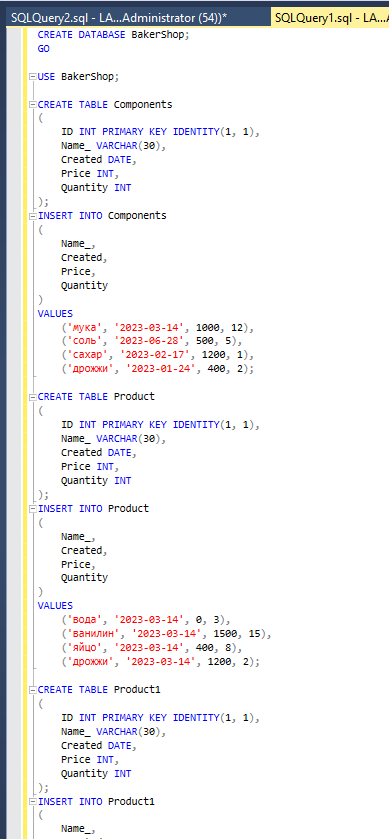 SQLQuery2.sql - LA...Administrator (54))*
SQLQuery1.sql - LA...A
CREATE DATABASE BakerShop;
GO
USE BakerShop;
CREATE TABLE Components
(
ID INT PRIMARY KEY IDENTITY(1, 1),
Name_ VARCHAR(30),
Created DATE,
Price INT,
Quantity INT
);
INSERT INTO Components
(
Name_,
Created,
Price,
Quantity
)
VALUES
('мука', '2023-03-14', 1000, 12),
('соль', '2023-06-28', 500, 5),
('сахар', '2023-02-17', 1200, 1),
('дрожжи', '2023-01-24', 400, 2);
CREATE TABLE Product
(
ID INT PRIMARY KEY IDENTITY(1, 1),
Name_ VARCHAR(30),
Created DATE,
Price INT,
Quantity INT
);
INSERT INTO Product
(
Name_,
Created,
Price,
Quantity
)
VALUES
('вода', '2023-03-14', 0, 3),
('ванилин', '2023-03-14', 1500, 15),
('яйцо', '2023-03-14', 400, 8),
('дрожжи', '2023-03-14', 1200, 2);
CREATE TABLE Product1
(
ID INT PRIMARY KEY IDENTITY(1, 1),
Name_ VARCHAR(30),
Created DATE,
Price INT,
Quantity INT
);
INSERT INTO Product1
(
Name_,